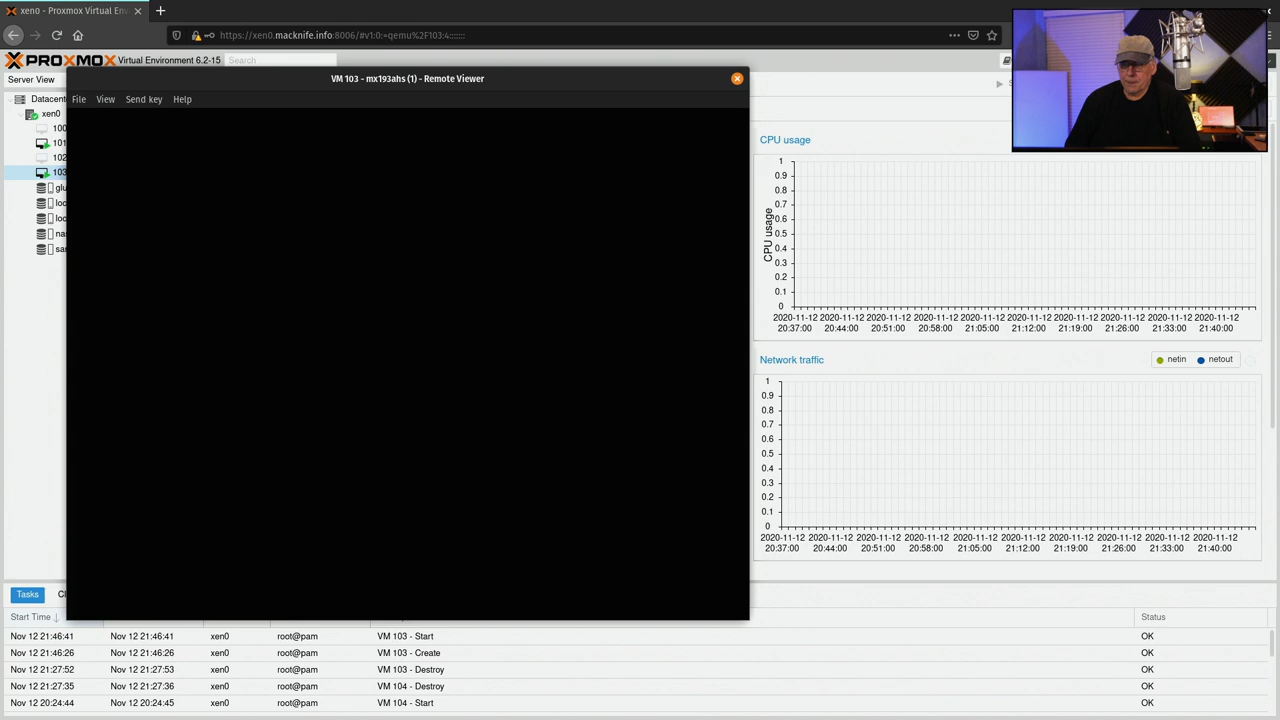 xen0 - Proxmox Virtual Env
https://xen0.macknife.info:8006/#v1:0:=qemu%2F103:4:::::::
PROXMOX Virtual Environment 6.2-15 Search
Server View
VM 103 - mx193ahs (1) - Remote Viewer
File View Send key Help
Datacent
xen0
100
101
102
103
glu
loc
loc
nas
san
CPU usage
CPU usage
1
0.9
0.8
0.7
0.6
0.5
0.4
0.3
0.2
0.1
0
2020-11-12 2020-11-12 2020-11-12 2020-11-12 2020-11-12 2020-11-12 2020-11-12 2020-11-12 2020-11-12 2020-11-12
20:37:00 20:44:00 20:51:00 20:58:00 21:05:00 21:12:00 21:19:00 21:26:00 21:33:00 21:40:00
Network traffic
netin netout
1
0.9
0.8
0.7
0.6
0.5
0.4
0.3
0.2
0.1
0
2020-11-12 2020-11-12 2020-11-12 2020-11-12 2020-11-12 2020-11-12 2020-11-12 2020-11-12 2020-11-12 2020-11-12
20:37:00 20:44:00 20:51:00 20:58:00 21:05:00 21:12:00 21:19:00 21:26:00 21:33:00 21:40:00
Tasks Cl
Start Time Status
Nov 12 21:46:41 Nov 12 21:46:41 xen0 root@pam VM 103 - Start OK
Nov 12 21:46:26 Nov 12 21:46:26 xen0 root@pam VM 103 - Create OK
Nov 12 21:27:52 Nov 12 21:27:53 xen0 root@pam VM 103 - Destroy OK
Nov 12 21:27:35 Nov 12 21:27:36 xen0 root@pam VM 104 - Destroy OK
Nov 12 20:24:44 Nov 12 20:24:45 xen0 root@pam VM 104 - Start OK